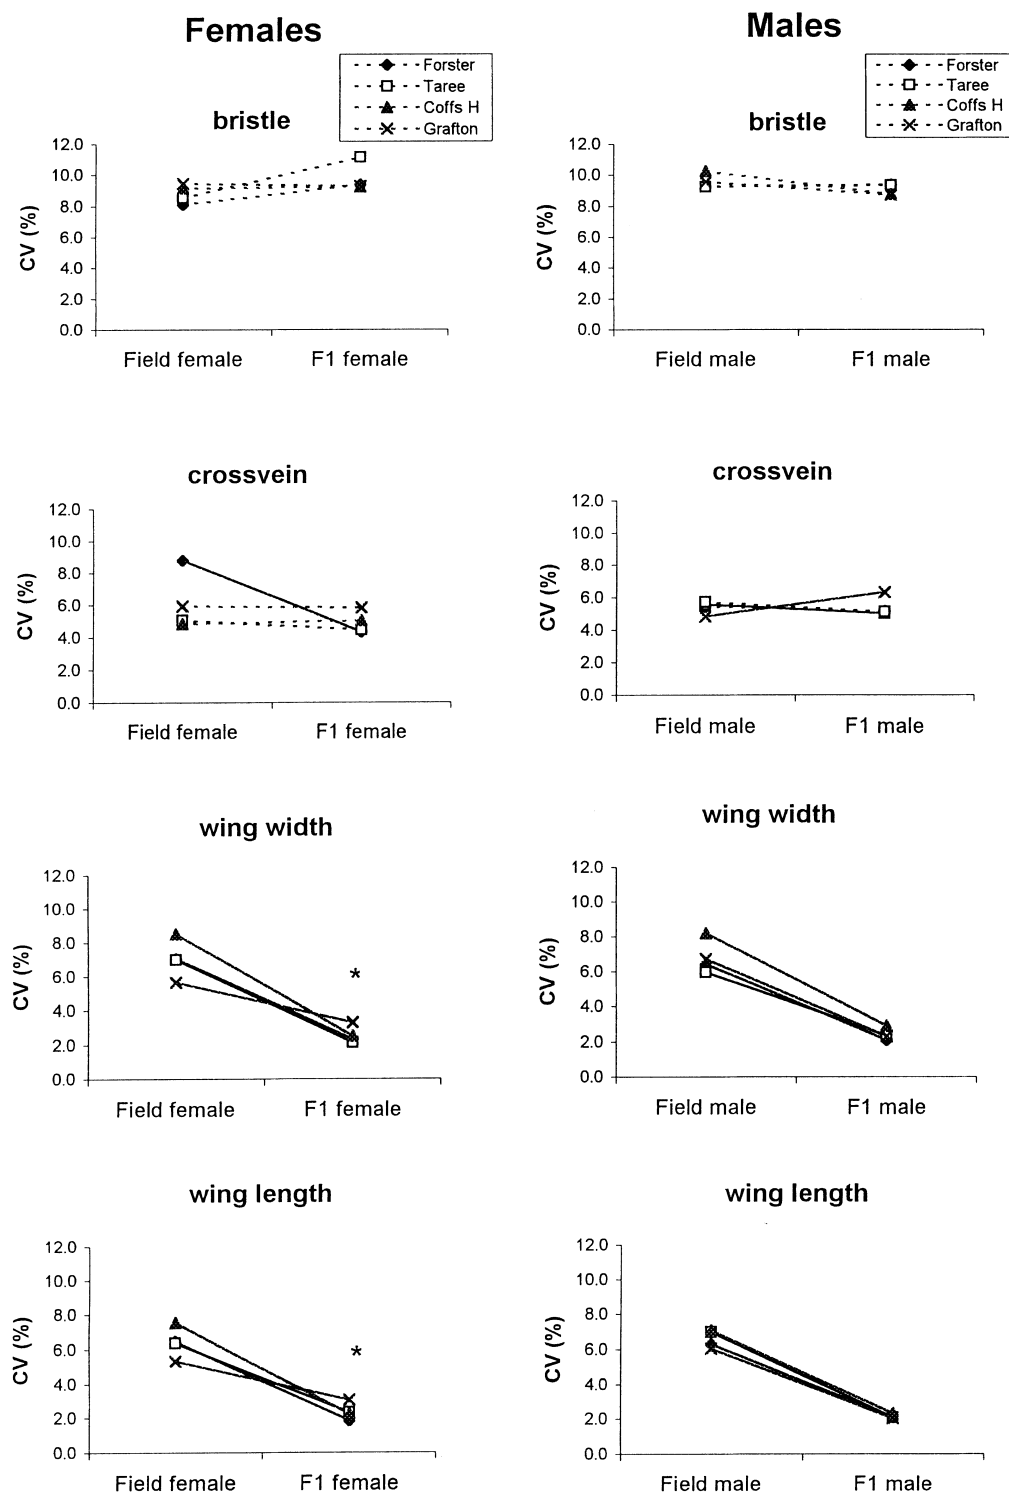 Females
Forster
Taree
Coffs H
Grafton
bristle
12.0
10.0
8.0
6.0
4.0
2.0
0.0
CV (%)
Field female
F1 female
Males
Forster
Taree
Coffs H
Grafton
bristle
12.0
10.0
8.0
6.0
4.0
2.0
0.0
CV (%)
Field male
F1 male
crossvein
12.0
10.0
8.0
6.0
4.0
2.0
0.0
CV (%)
Field female
F1 female
crossvein
12.0
10.0
8.0
6.0
4.0
2.0
0.0
CV (%)
Field male
F1 male
wing width
12.0
10.0
8.0
6.0
4.0
2.0
0.0
CV (%)
*
Field female
F1 female
wing width
12.0
10.0
8.0
6.0
4.0
2.0
0.0
CV (%)
Field male
F1 male
wing length
12.0
10.0
8.0
6.0
4.0
2.0
0.0
CV (%)
*
Field female
F1 female
wing length
12.0
10.0
8.0
6.0
4.0
2.0
0.0
CV (%)
Field male
F1 male